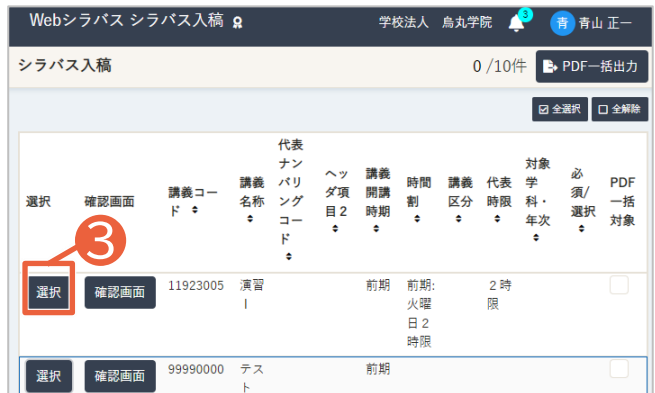 Webシラバス シラバス入稿
学校法人 烏丸学院
3
青 青山 正一
シラバス入稿
0 /10件
PDF一括出力
全選択
全解除
選択
確認画面
講義コー
ド
講義
名称
代表
ナン
バリ
ング
コー
ド
ヘッ
ダ項
目2
講義
開講
時期
時間
割
講義
区分
代表
時限
対象
学
科・
年次
必
須/
選択
PDF
一括
対象
3
選択
確認画面
11923005
演習
I
前期
前期:
火曜
日2
時限
2時
限
選択
確認画面
99990000
テス
ト
前期